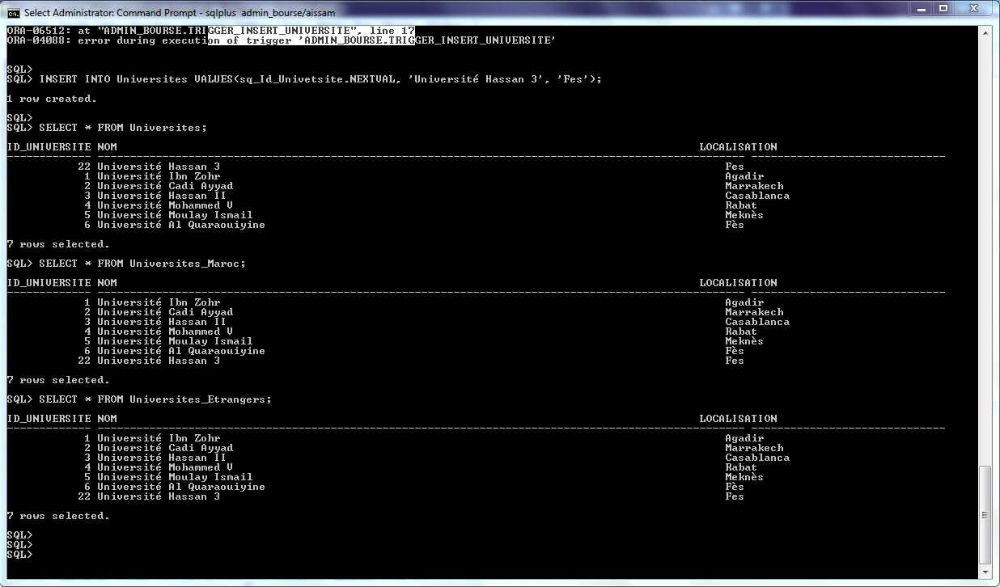 Select Administrator: Command Prompt - sqlplus  admin_bourse/aissam
ORA-06512: at "ADMIN_BOURSE.TRIGGER_INSERT_UNIVERSITE", line 17
ORA-04088: error during execution of trigger 'ADMIN_BOURSE.TRIGGER_INSERT_UNIVERSITE'
SQL>
SQL> INSERT INTO Universites VALUES(sq_Id_Univetsite.NEXTVAL, 'Université Hassan 3', 'Fes');
1 row created.
SQL>
SQL> SELECT * FROM Universites;
ID_UNIVERSITE NOM LOCALISATION
22 Université Hassan 3 Fes
1 Université Ibn Zohr Agadir
2 Université Cadi Ayyad Marrakech
3 Université Hassan II Casablanca
4 Université Mohammed V Rabat
5 Université Moulay Ismail Meknès
6 Université Al Quaraouiyine Fès
7 rows selected.
SQL> SELECT * FROM Universites_Maroc;
ID_UNIVERSITE NOM LOCALISATION
1 Université Ibn Zohr Agadir
2 Université Cadi Ayyad Marrakech
3 Université Hassan II Casablanca
4 Université Mohammed V Rabat
5 Université Moulay Ismail Meknès
6 Université Al Quaraouiyine Fès
22 Université Hassan 3 Fes
7 rows selected.
SQL> SELECT * FROM Universites_Etrangers;
ID_UNIVERSITE NOM LOCALISATION
1 Université Ibn Zohr Agadir
2 Université Cadi Ayyad Marrakech
3 Université Hassan II Casablanca
4 Université Mohammed V Rabat
5 Université Moulay Ismail Meknès
6 Université Al Quaraouiyine Fès
22 Université Hassan 3 Fes
7 rows selected.
SQL>
SQL>
SQL>